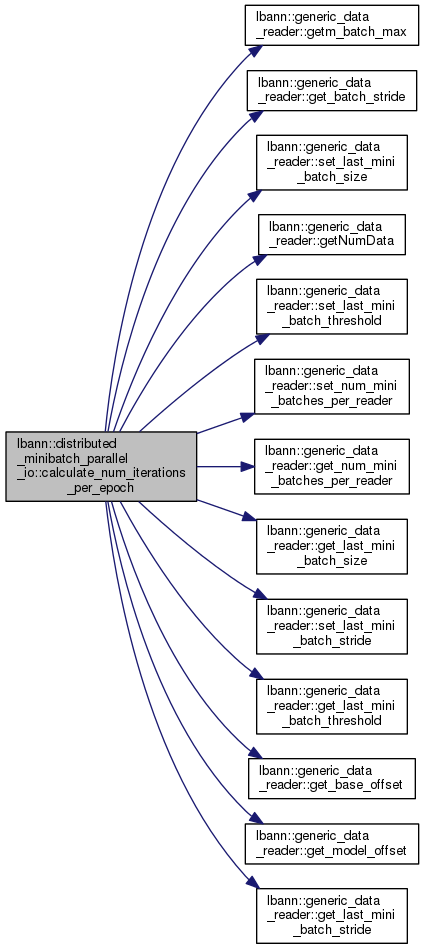 lbann::generic_data
_reader::getm_batch_max
lbann::generic_data
_reader::get_batch_stride
lbann::generic_data
_reader::set_last_mini
_batch_size
lbann::generic_data
_reader::getNumData
lbann::generic_data
_reader::set_last_mini
_batch_threshold
lbann::generic_data
_reader::set_num_mini
_batches_per_reader
lbann::distributed
_minibatch_parallel
_io::calculate_num_iterations
_per_epoch
lbann::generic_data
_reader::get_num_mini
_batches_per_reader
lbann::generic_data
_reader::get_last_mini
_batch_size
lbann::generic_data
_reader::set_last_mini
_batch_stride
lbann::generic_data
_reader::get_last_mini
_batch_threshold
lbann::generic_data
_reader::get_base_offset
lbann::generic_data
_reader::get_model_offset
lbann::generic_data
_reader::get_last_mini
_batch_stride